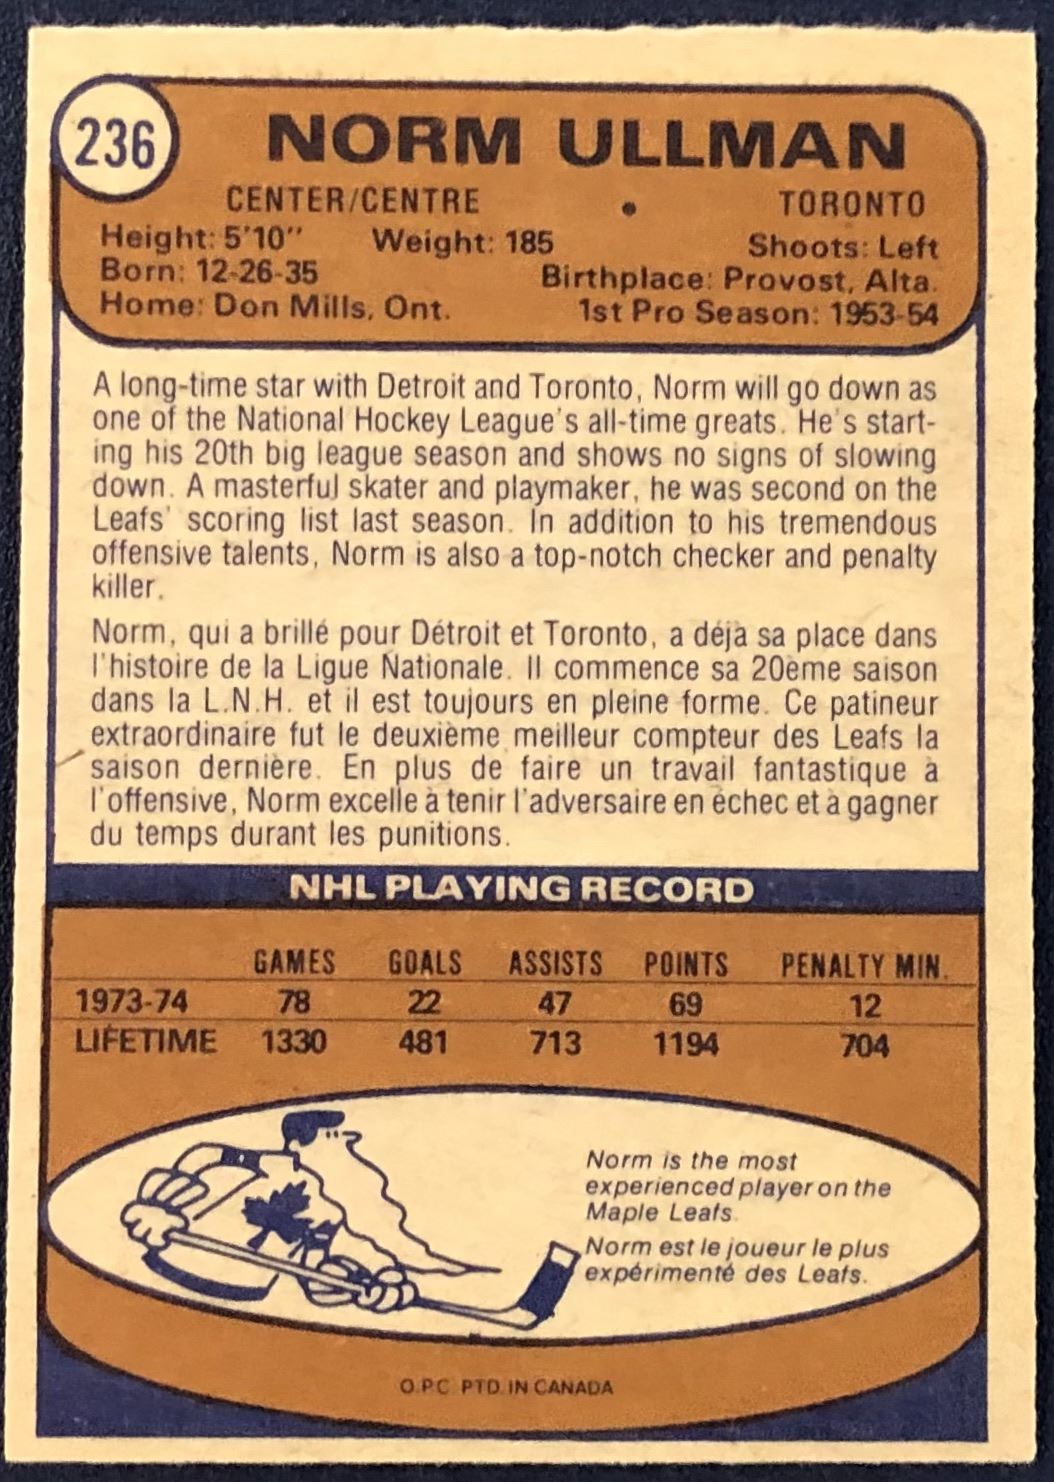 236
NORM ULLMAN
CENTER/CENTRE • TORONTO
Height: 5'10" Weight: 185 Shoots: Left
Born: 12-26-35 Birthplace: Provost, Alta.
Home: Don Mills, Ont. 1st Pro Season: 1953-54
A long-time star with Detroit and Toronto, Norm will go down as
one of the National Hockey League's all-time greats. He's start-
ing his 20th big league season and shows no signs of slowing
down. A masterful skater and playmaker, he was second on the
Leafs' scoring list last season. In addition to his tremendous
offensive talents, Norm is also a top-notch checker and penalty
killer.
Norm, qui a brillé pour Détroit et Toronto, a déjà sa place dans
l'histoire de la Ligue Nationale. Il commence sa 20ème saison
dans la L.N.H. et il est toujours en pleine forme. Ce patineur
extraordinaire fut le deuxième meilleur compteur des Leafs la
saison dernière. En plus de faire un travail fantastique à
l'offensive, Norm excelle à tenir l'adversaire en échec et à gagner
du temps durant les punitions.
NHL PLAYING RECORD
GAMES GOALS ASSISTS POINTS PENALTY MIN.
1973-74 78 22 47 69 12
LIFETIME 1330 481 713 1194 704
Norm is the most
experienced player on the
Maple Leafs.
Norm est le joueur le plus
expérimenté des Leafs.
O.P.C. PTD. IN CANADA